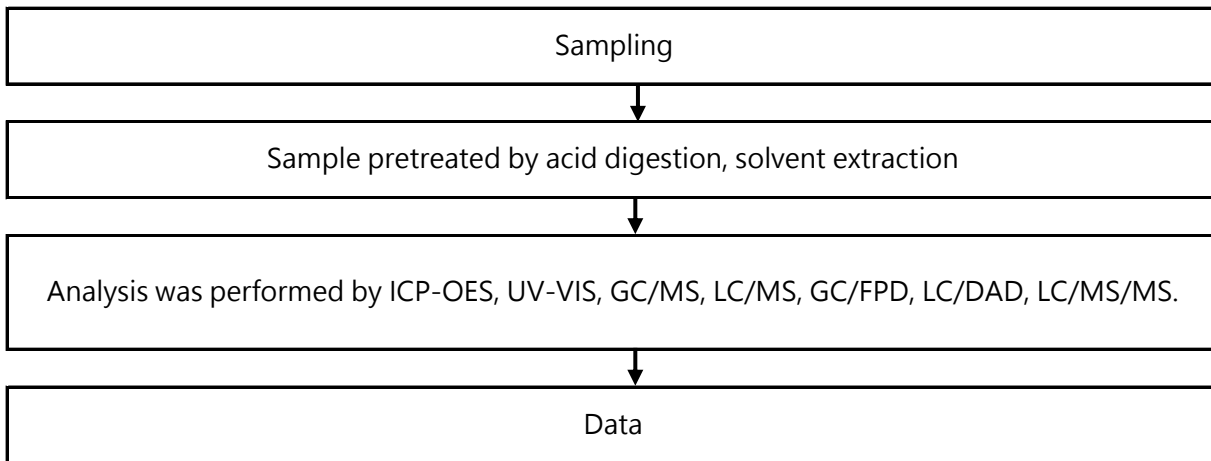 Sampling
Sample pretreated by acid digestion, solvent extraction
Analysis was performed by ICP-OES, UV-VIS, GC/MS, LC/MS, GC/FPD, LC/DAD, LC/MS/MS.
Data